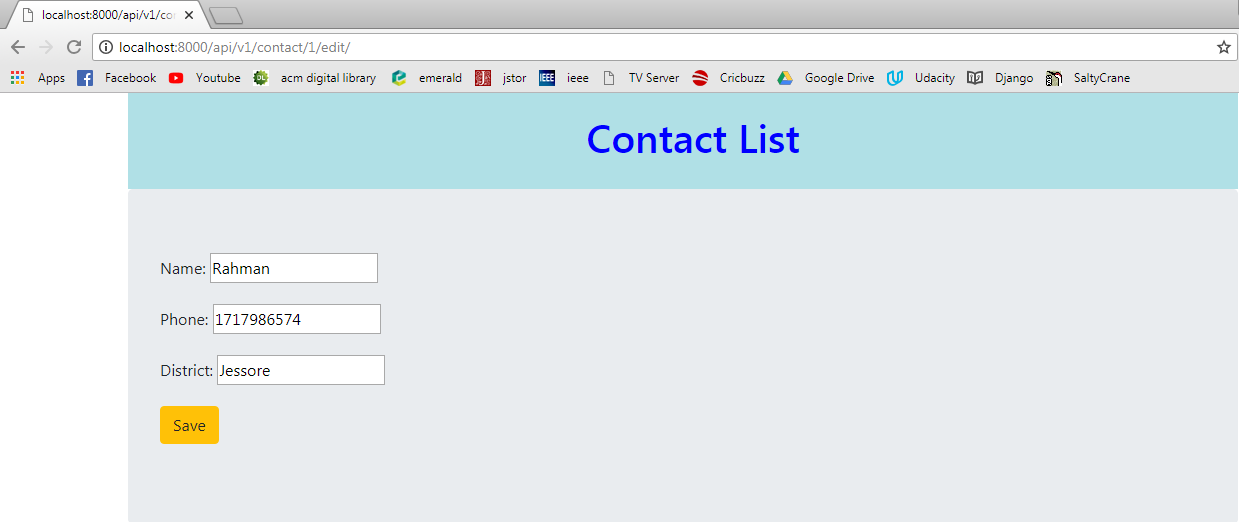 localhost:8000/api/v1/co
localhost:8000/api/v1/contact/1/edit/
Apps Facebook Youtube acm digital library emerald jstor IEEE ieee TV Server Cricbuzz Google Drive Udacity Django SaltyCrane
Contact List
Name: Rahman
Phone: 1717986574
District: Jessore
Save